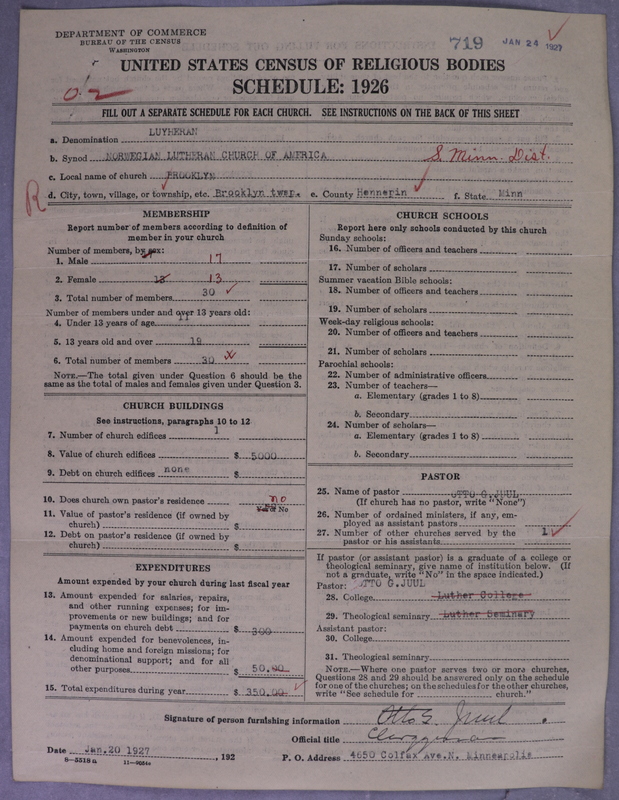 DEPARTMENT OF COMMERCE
BUREAU OF THE CENSUS
WASHINGTON
719 JAN 24 1927
UNITED STATES CENSUS OF RELIGIOUS BODIES
SCHEDULE: 1926
0-2
FILL OUT A SEPARATE SCHEDULE FOR EACH CHURCH. SEE INSTRUCTIONS ON THE BACK OF THIS SHEET
a. Denomination LUYHERAN
b. Synod NORWEGIAN LUTHERAN CHURCH OF AMERICA S. Minn. Dist.
c. Local name of church BROOKLYN
R d. City, town, village, or township, etc. Brooklyn twsp. e. County Hennepin f. State Minn
MEMBERSHIP
Report number of members according to definition of
member in your church
Number of members, by sex:
1. Male 17
2. Female 13 13
3. Total number of members 30
Number of members under and over 13 years old:
4. Under 13 years of age 11
5. 13 years old and over 19
6. Total number of members 30 x
NOTE.—The total given under Question 6 should be the
same as the total of males and females given under Question 3.
CHURCH BUILDINGS
See instructions, paragraphs 10 to 12
7. Number of church edifices 1
8. Value of church edifices $ 5000
9. Debt on church edifices none $
10. Does church own pastor's residence no
Yes or No
11. Value of pastor's residence (if owned by
church) $
12. Debt on pastor's residence (if owned by
church) $
EXPENDITURES
Amount expended by church during last fiscal year
13. Amount expended for salaries, repairs,
and other running expenses; for im-
provements or new buildings; and for
payments on church debt $ 300
14. Amount expended for benevolences, in-
cluding home and foreign missions; for
denominational support; and for all
other purposes $ 50.00
15. Total expenditures during year $ 350.00
CHURCH SCHOOLS
Report here only schools conducted by this church
Sunday schools:
16. Number of officers and teachers
17. Number of scholars
Summer vacation Bible schools:
18. Number of officers and teachers
19. Number of scholars
Week-day religious schools:
20. Number of officers and teachers
21. Number of scholars
Parochial schools:
22. Number of administrative officers
23. Number of teachers—
a. Elementary (grades 1 to 8)
b. Secondary
24. Number of scholars—
a. Elementary (grades 1 to 8)
b. Secondary
PASTOR
25. Name of pastor OTTO G.JUUL
(If church has no pastor, write "None")
26. Number of ordained ministers, if any, em-
ployed as assistant pastors
27. Number of other churches served by the
pastor or his assistants 1
If pastor (or assistant pastor) is a graduate of a college or
theological seminary, give name of institution below. (If
not a graduate, write "No" in the space indicated.)
Pastor: OTTO G.JUUL
28. College Luther College
29. Theological seminary Luther Seminary
Assistant pastor:
30. College
31. Theological seminary
NOTE.—Where one pastor serves two or more churches,
Questions 28 and 29 should be answered only on the schedule
for one of the churches; on the schedules for the other churches,
write "See schedule for church."
Signature of person furnishing information Otto G. Juul
Official title Clergyman
Date Jan.20 1927, 192 P. O. Address 4650 Colfax Ave.N. Minneapolis
8—5518a 11—9034